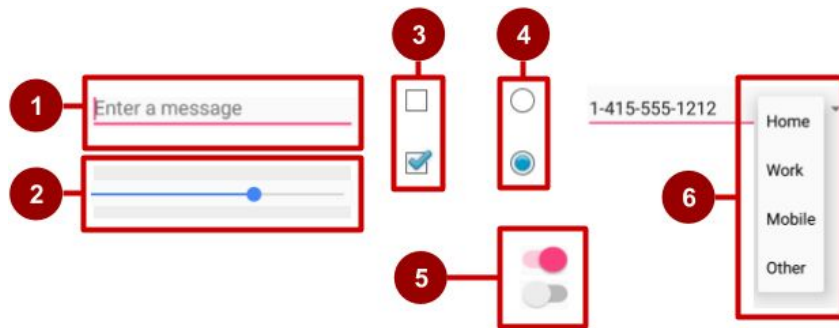 3
4
1
Enter a message
1-415-555-1212
Home
Work
2
6
Mobile
Other
5